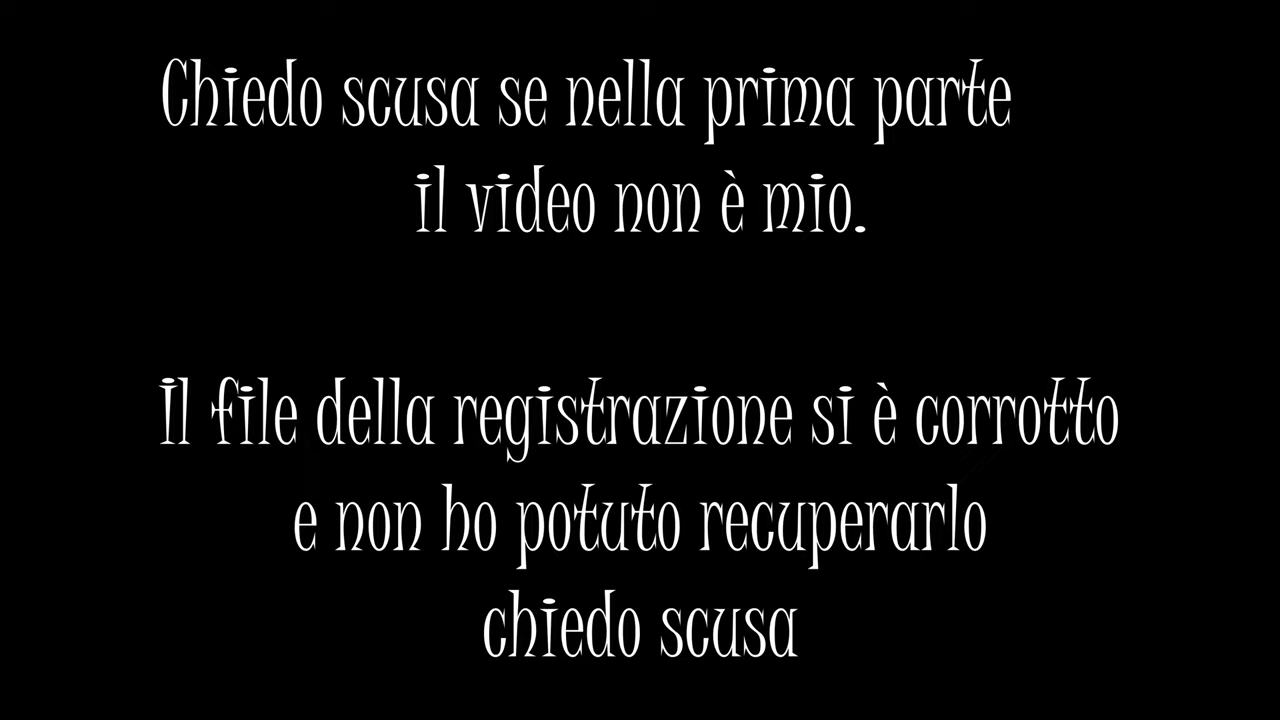 Chiedo scusa se nella prima parte
il video non è mio.
Il file della registrazione si è corrotto
e non ho potuto recuperarlo
chiedo scusa